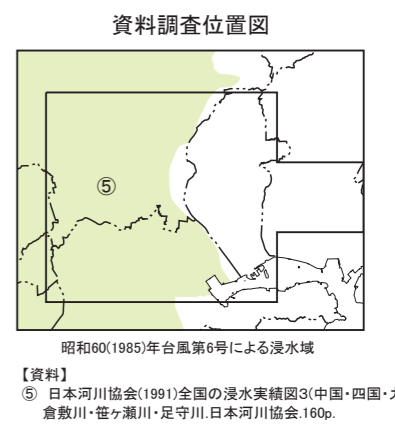 資料調査位置図
⑤
昭和60(1985)年台風第6号による浸水域
【資料】
⑤ 日本河川協会(1991)全国の浸水実績図3(中国・四国・
倉敷川・笹ヶ瀬川・足守川.日本河川協会.160p.